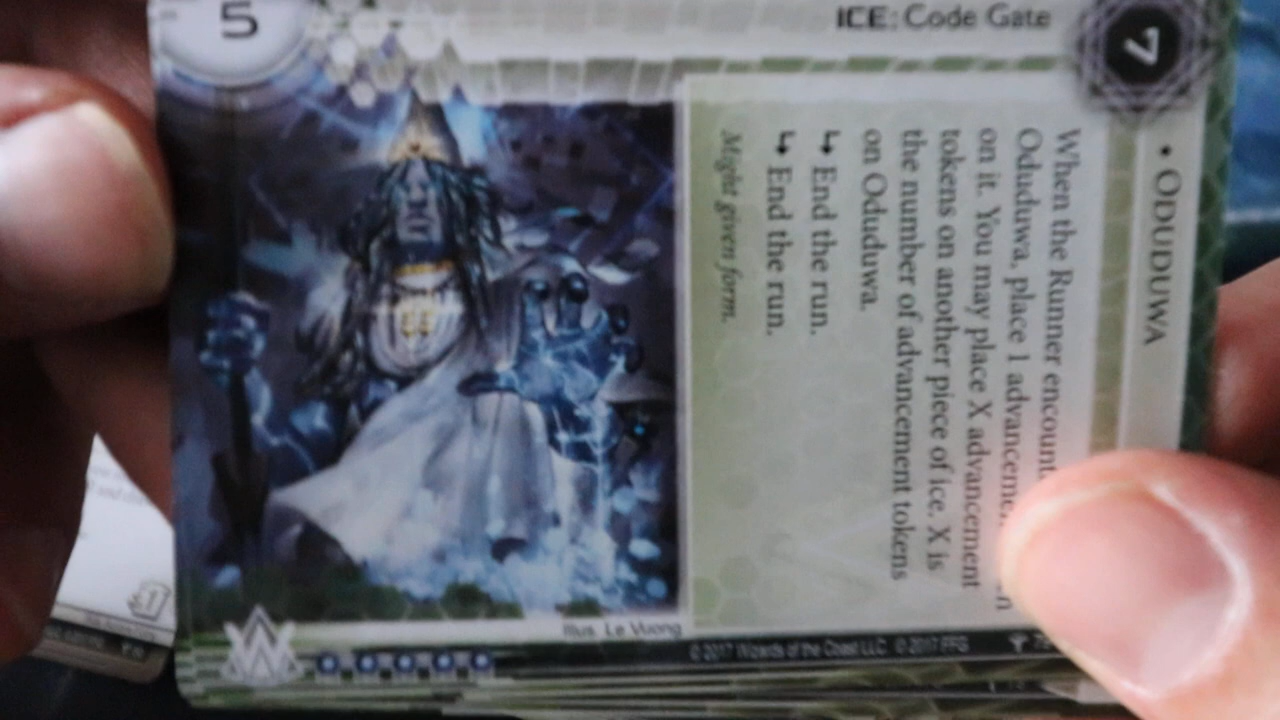 5
ICE: Code Gate
7
• ODUDUWA
When the Runner encount
Oduduwa, place 1 advanceme
on it. You may place X advancement
tokens on another piece of ice. X is
the number of advancement tokens
on Oduduwa.
↳ End the run.
↳ End the run.
Might given form.
Illus. Le Vuong
© 2017 Wizards of the Coast LLC © 2017 FFG